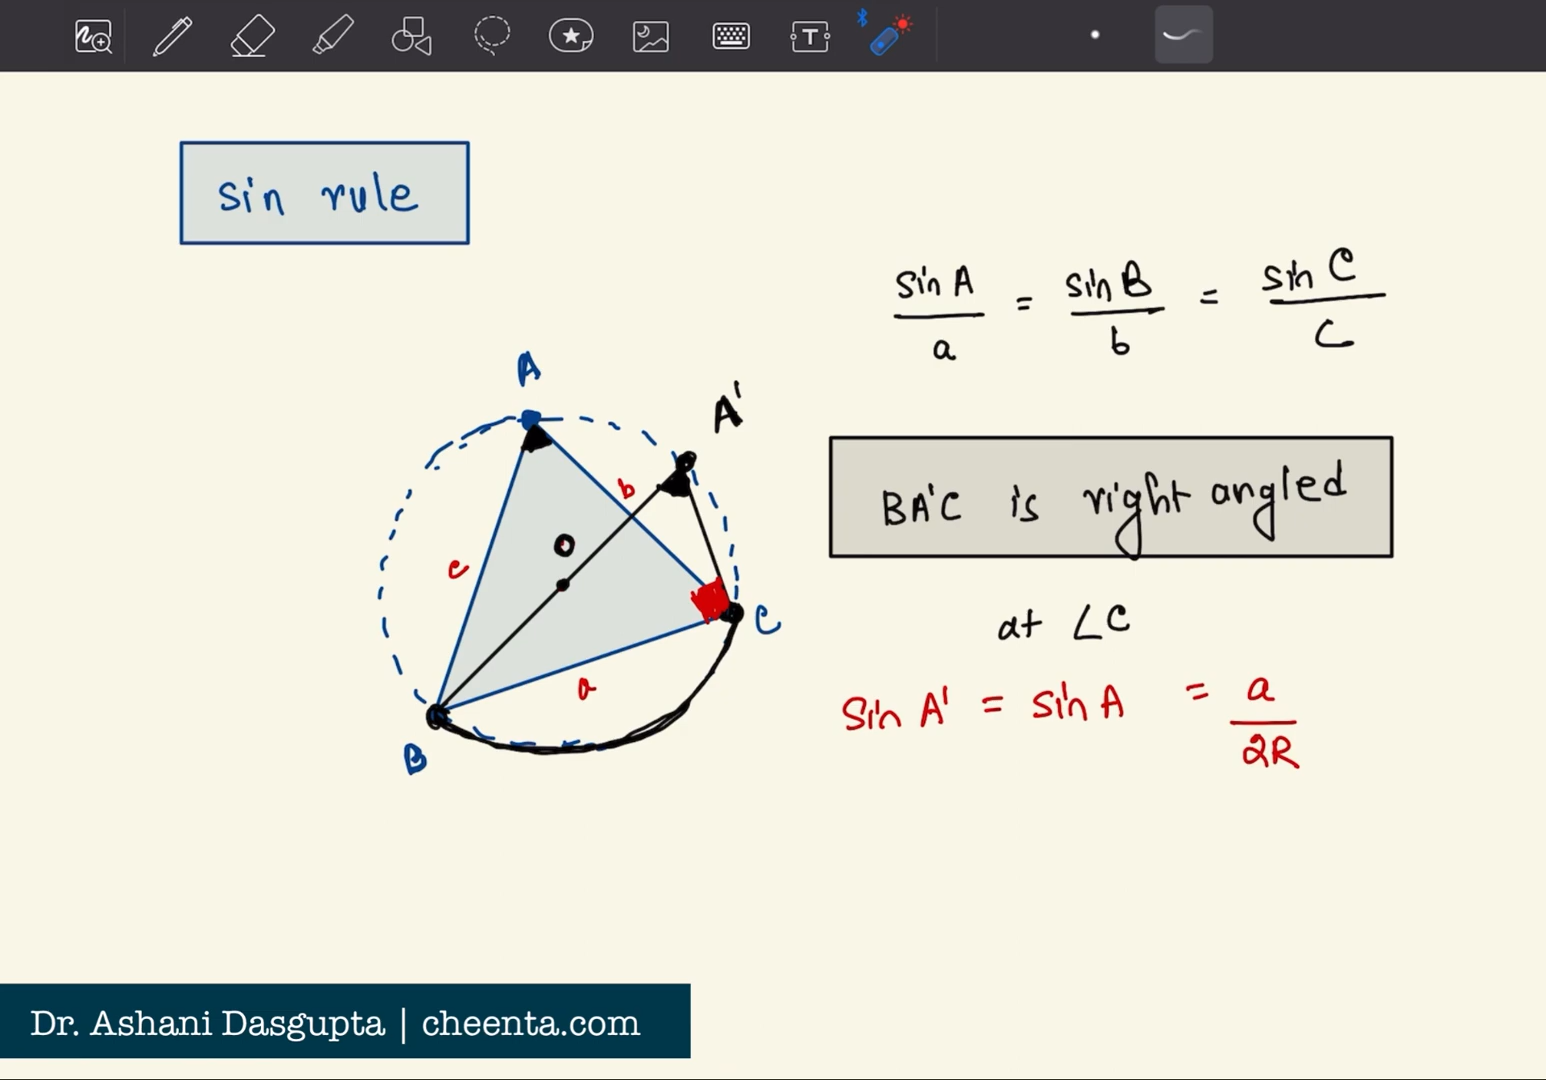 sin rule
sin A / a = sin B / b = sin C / c
A
A'
b
O
c
C
a
B
BA'C is right angled
at ∠C
sin A' = sin A = a / 2R
Dr. Ashani Dasgupta | cheenta.com
T